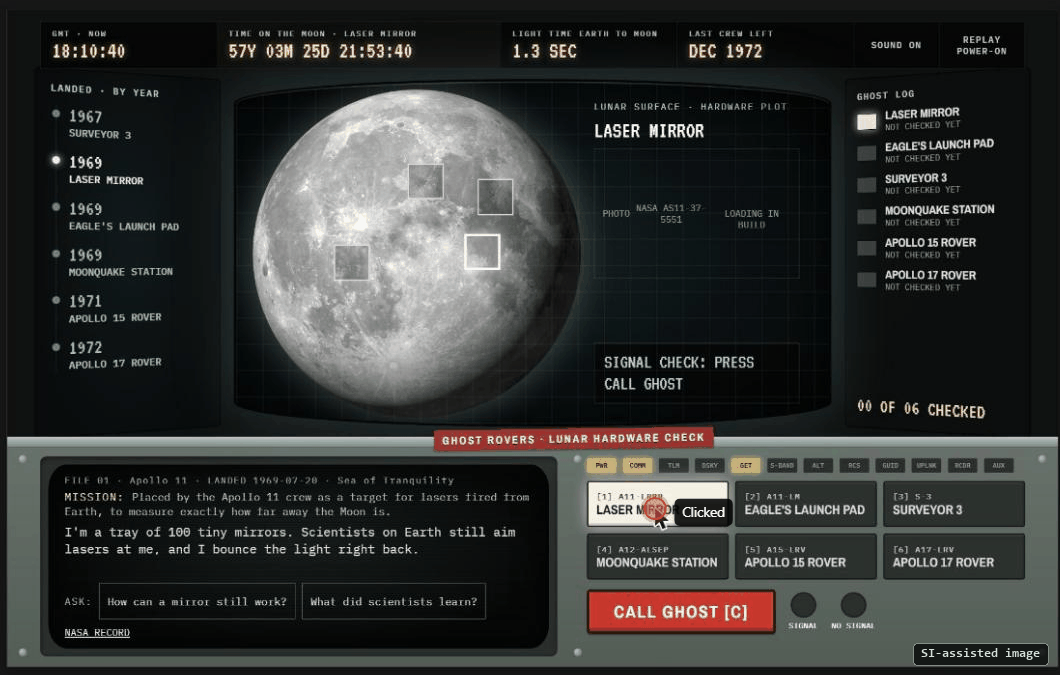 GMT · NOW
18:10:40
TIME ON THE MOON · LASER MIRROR
57Y 03M 25D 21:53:40
LIGHT TIME EARTH TO MOON
1.3 SEC
LAST CREW LEFT
DEC 1972
SOUND ON
REPLAY
POWER-ON
LANDED · BY YEAR
1967
SURVEYOR 3
1969
LASER MIRROR
1969
EAGLE'S LAUNCH PAD
1969
MOONQUAKE STATION
1971
APOLLO 15 ROVER
1972
APOLLO 17 ROVER
LUNAR SURFACE · HARDWARE PLOT
LASER MIRROR
PHOTO NASA AS11-37-
5551
LOADING IN
BUILD
SIGNAL CHECK: PRESS
CALL GHOST
GHOST LOG
LASER MIRROR
NOT CHECKED YET
EAGLE'S LAUNCH PAD
NOT CHECKED YET
SURVEYOR 3
NOT CHECKED YET
MOONQUAKE STATION
NOT CHECKED YET
APOLLO 15 ROVER
NOT CHECKED YET
APOLLO 17 ROVER
NOT CHECKED YET
00 OF 06 CHECKED
GHOST ROVERS · LUNAR HARDWARE CHECK
FILE 01 · Apollo 11 · LANDED 1969-07-20 · Sea of Tranquility
MISSION: Placed by the Apollo 11 crew as a target for lasers fired from
Earth, to measure exactly how far away the Moon is.
I'm a tray of 100 tiny mirrors. Scientists on Earth still aim
lasers at me, and I bounce the light right back.
ASK: How can a mirror still work? What did scientists learn?
NASA RECORD
PWR COMM TLM DSKY GET S-BAND ALT RCS GUID UPLNK RCDR AUX
[1] A11-LRRR
LASER MIRROR
Clicked
[2] A11-LM
EAGLE'S LAUNCH PAD
[3] S-3
SURVEYOR 3
[4] A12-ALSEP
MOONQUAKE STATION
[5] A15-LRV
APOLLO 15 ROVER
[6] A17-LRV
APOLLO 17 ROVER
CALL GHOST [C]
SIGNAL
NO SIGNAL
SI-assisted image